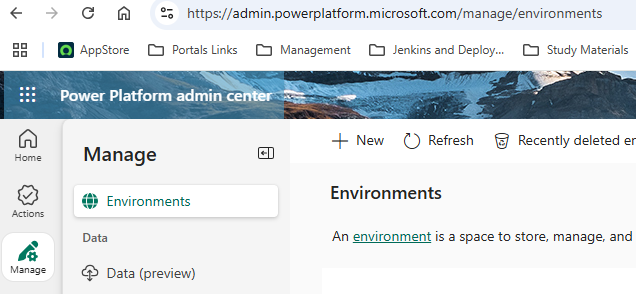 https://admin.powerplatform.microsoft.com/manage/environments
AppStore Portals Links Management Jenkins and Deploy... Study Materials
Power Platform admin center
New Refresh Recently deleted en
Home
Manage
Environments
Environments
Actions
Data
An environment is a space to store, manage, and
Manage
Data (preview)